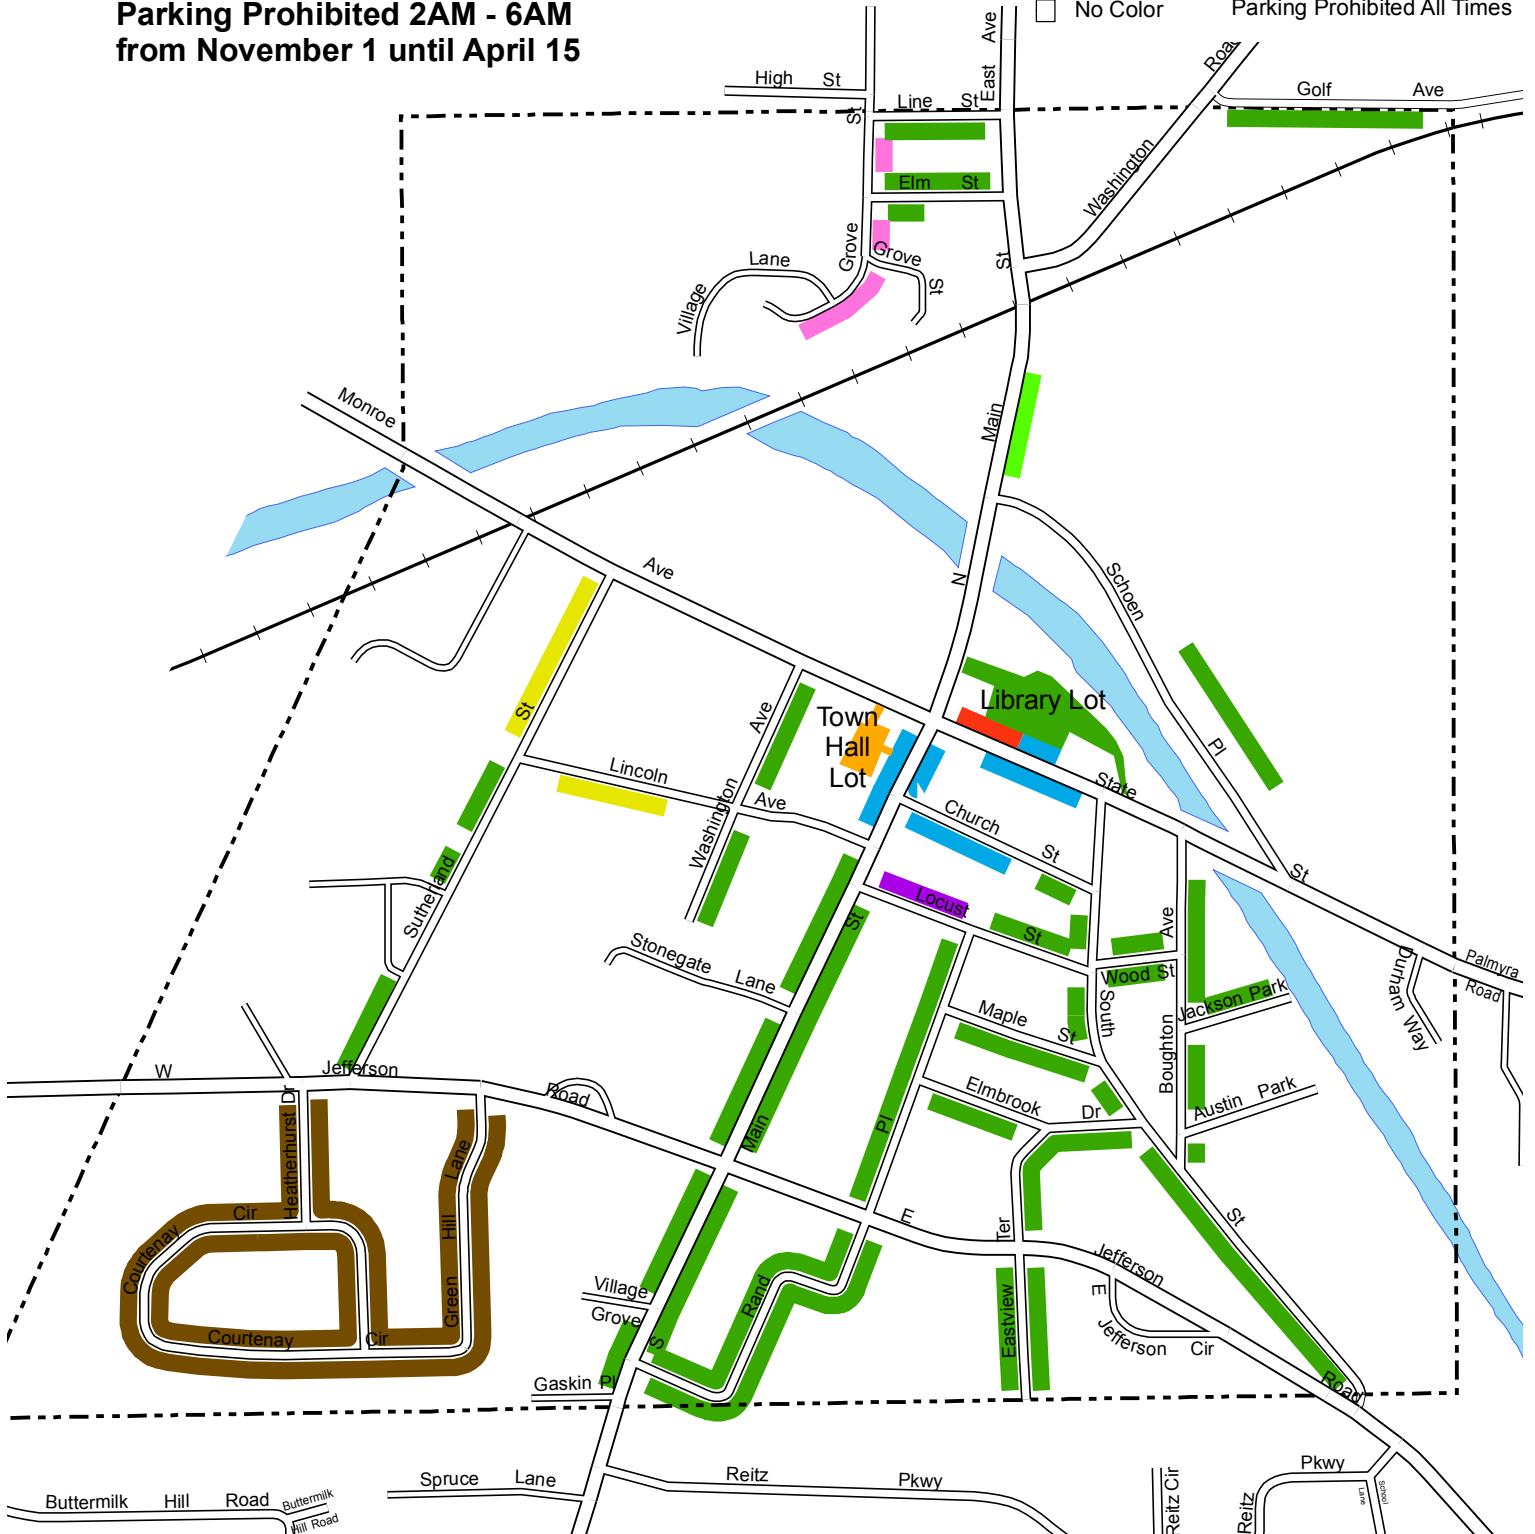 Parking Prohibited 2AM - 6AM
from November 1 until April 15
No Color Parking Prohibited All Times
High St
Line St
St
East Ave
Road
Golf Ave
Washington
Elm St
Grove
Grove
St
St
Lane
Village
Monroe
Main
Ave
N
Schoen
Pl
St
Library Lot
Town
Hall
Lot
Ave
Lincoln
Ave
Washington
State
Church
St
St
Locust
St
St
Sutherland
Ave
Stonegate
Lane
Wood St
Durham Way
Palmyra
Road
Jackson Park
South
Maple
St
Boughton
W
Jefferson
Road
Dr
Heatherhurst
Elmbrook
Dr
Austin Park
Main
Pl
Lane
Cir
Courtenay
Hill
E
Ter
St
Jefferson
E
Green
Village
Grove
Rand
Eastview
Jefferson Cir
Courtenay
Cir
S
Gaskin Pl
Road
Spruce Lane
Reitz Pkwy
Pkwy
Buttermilk Hill Road
Buttermilk
Hill Road
Reitz Cir
Reitz
School
Lane